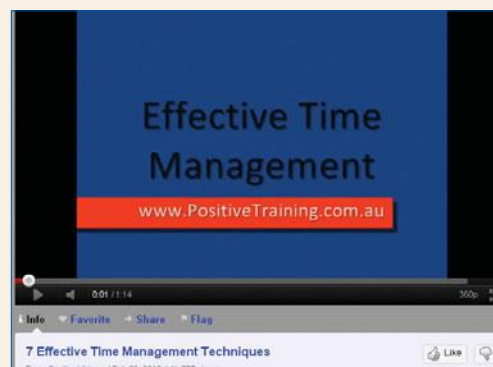 Effective Time
Management
www.PositiveTraining.com.au
0:01 / 1:14
360p
Info Favorite Share Flag
7 Effective Time Management Techniques
Like